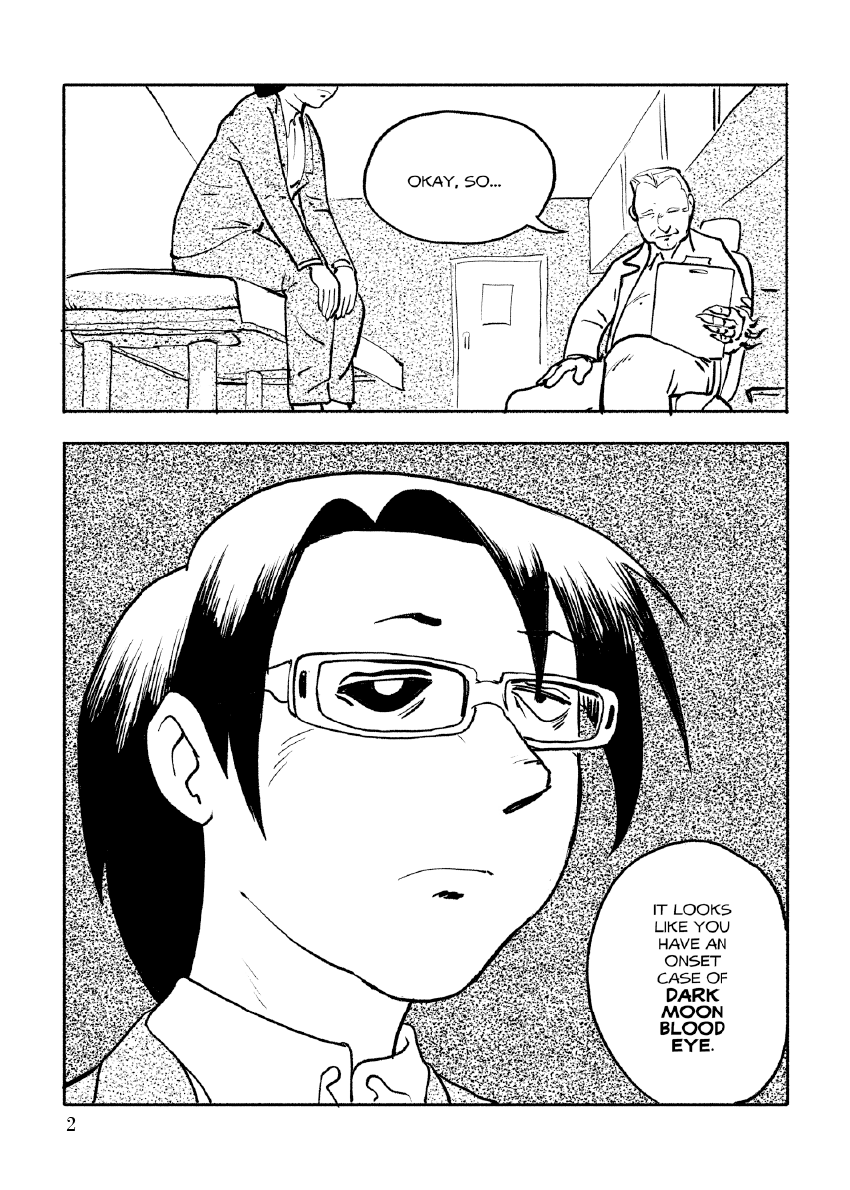 OKAY, SO...
IT LOOKS
LIKE YOU
HAVE AN
ONSET
CASE OF
DARK
MOON
BLOOD
EYE.
2